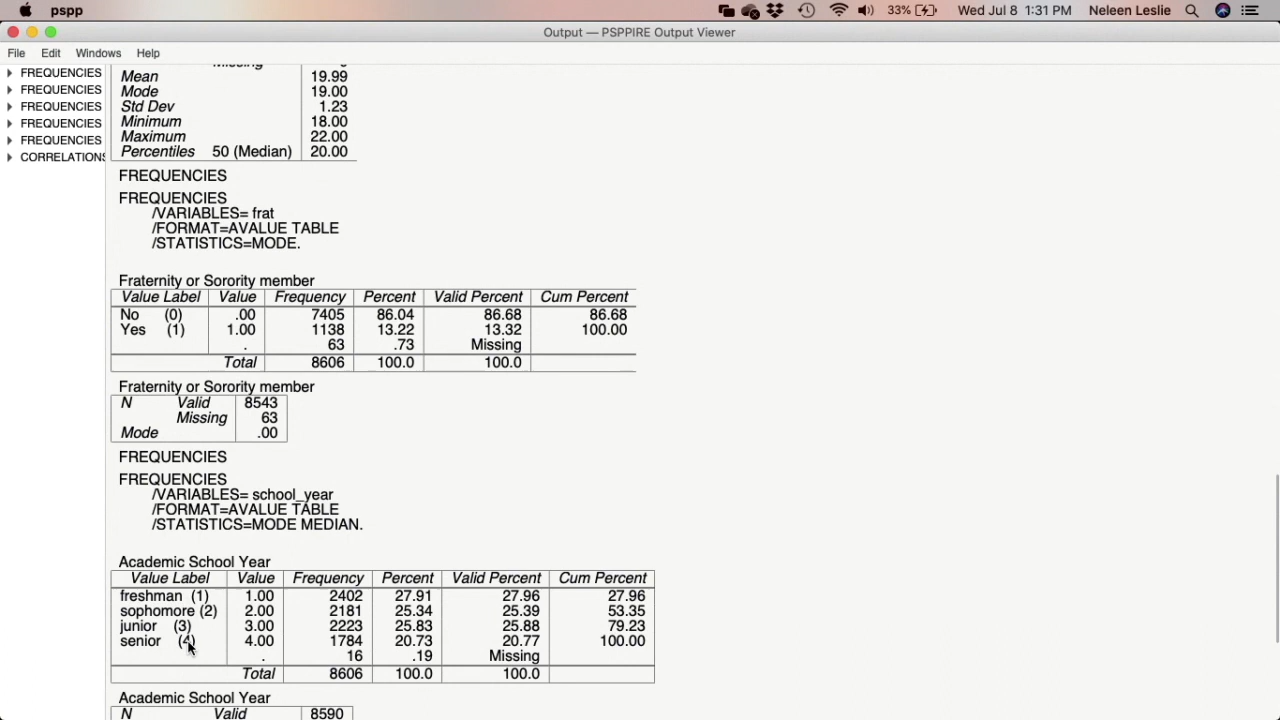 pspp 33% Wed Jul 8 1:31 PM Neleen Leslie
Output — PSPPIRE Output Viewer
File Edit Windows Help
FREQUENCIES
FREQUENCIES
FREQUENCIES
FREQUENCIES
FREQUENCIES
CORRELATIONS
Missing
Mean 19.99
Mode 19.00
Std Dev 1.23
Minimum 18.00
Maximum 22.00
Percentiles 50 (Median) 20.00
FREQUENCIES
FREQUENCIES
/VARIABLES= frat
/FORMAT=AVALUE TABLE
/STATISTICS=MODE.
Fraternity or Sorority member
Value Label Value Frequency Percent Valid Percent Cum Percent
No (0) .00 7405 86.04 86.68 86.68
Yes (1) 1.00 1138 13.22 13.32 100.00
. 63 .73 Missing
Total 8606 100.0 100.0
Fraternity or Sorority member
N Valid 8543
Missing 63
Mode .00
FREQUENCIES
FREQUENCIES
/VARIABLES= school_year
/FORMAT=AVALUE TABLE
/STATISTICS=MODE MEDIAN.
Academic School Year
Value Label Value Frequency Percent Valid Percent Cum Percent
freshman (1) 1.00 2402 27.91 27.96 27.96
sophomore (2) 2.00 2181 25.34 25.39 53.35
junior (3) 3.00 2223 25.83 25.88 79.23
senior (4) 4.00 1784 20.73 20.77 100.00
. 16 .19 Missing
Total 8606 100.0 100.0
Academic School Year
N Valid 8590